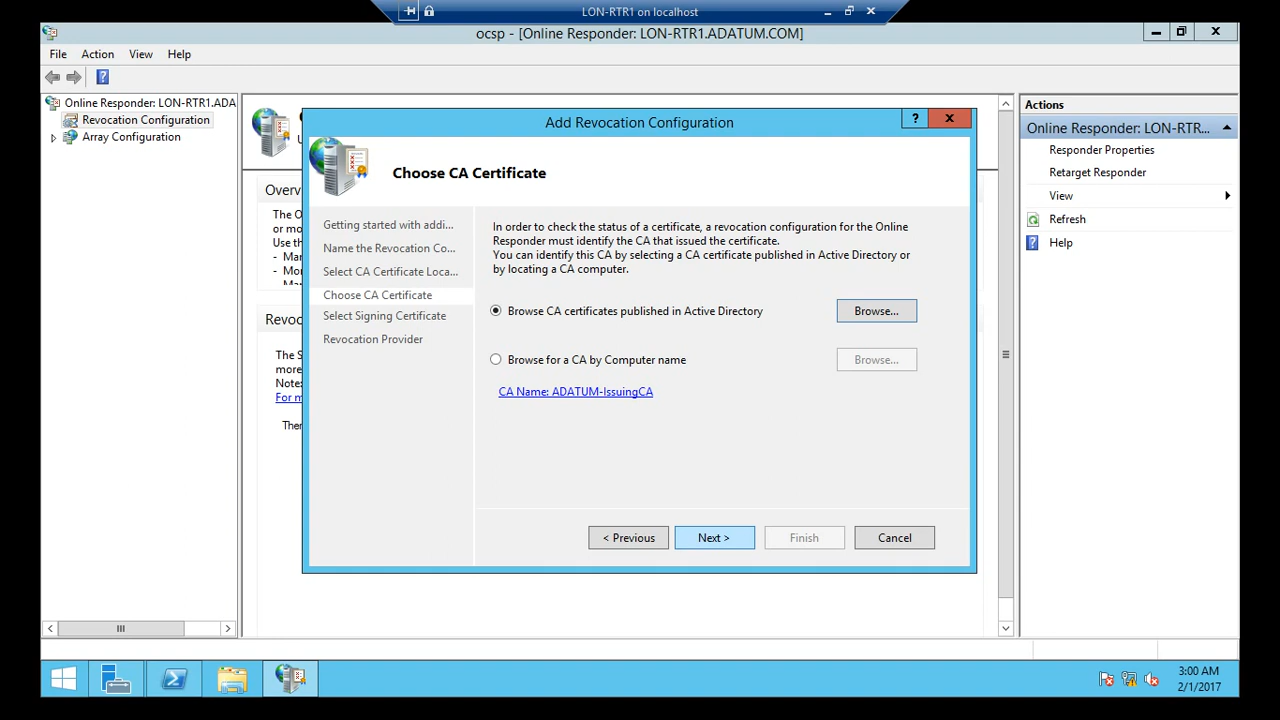 LON-RTR1 on localhost
ocsp - [Online Responder: LON-RTR1.ADATUM.COM]
File Action View Help
Online Responder: LON-RTR1.ADA
Revocation Configuration
Array Configuration
Overv
The O
or mo
Use th
- Mar
- Mor
- Mar
Revoc
The S
more
Note:
For m
Ther
Add Revocation Configuration
?
Choose CA Certificate
Getting started with addi...
Name the Revocation Co...
Select CA Certificate Loca...
Choose CA Certificate
Select Signing Certificate
Revocation Provider
In order to check the status of a certificate, a revocation configuration for the Online
Responder must identify the CA that issued the certificate.
You can identify this CA by selecting a CA certificate published in Active Directory or
by locating a CA computer.
Browse CA certificates published in Active Directory Browse...
Browse for a CA by Computer name Browse...
CA Name: ADATUM-IssuingCA
< Previous Next > Finish Cancel
Actions
Online Responder: LON-RTR...
Responder Properties
Retarget Responder
View
Refresh
Help
3:00 AM
2/1/2017